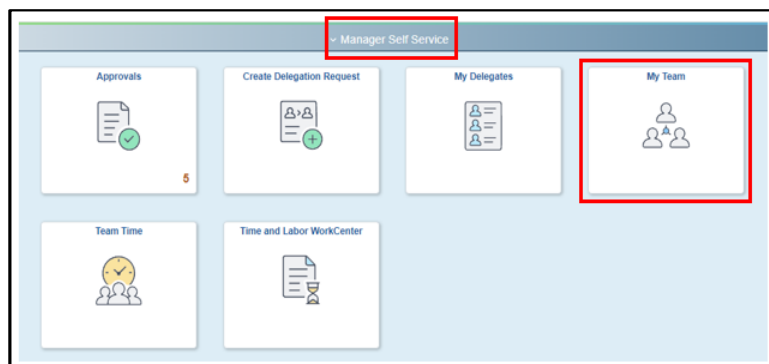 Manager Self Service
Approvals
Create Delegation Request
My Delegates
My Team
5
Team Time
Time and Labor WorkCenter